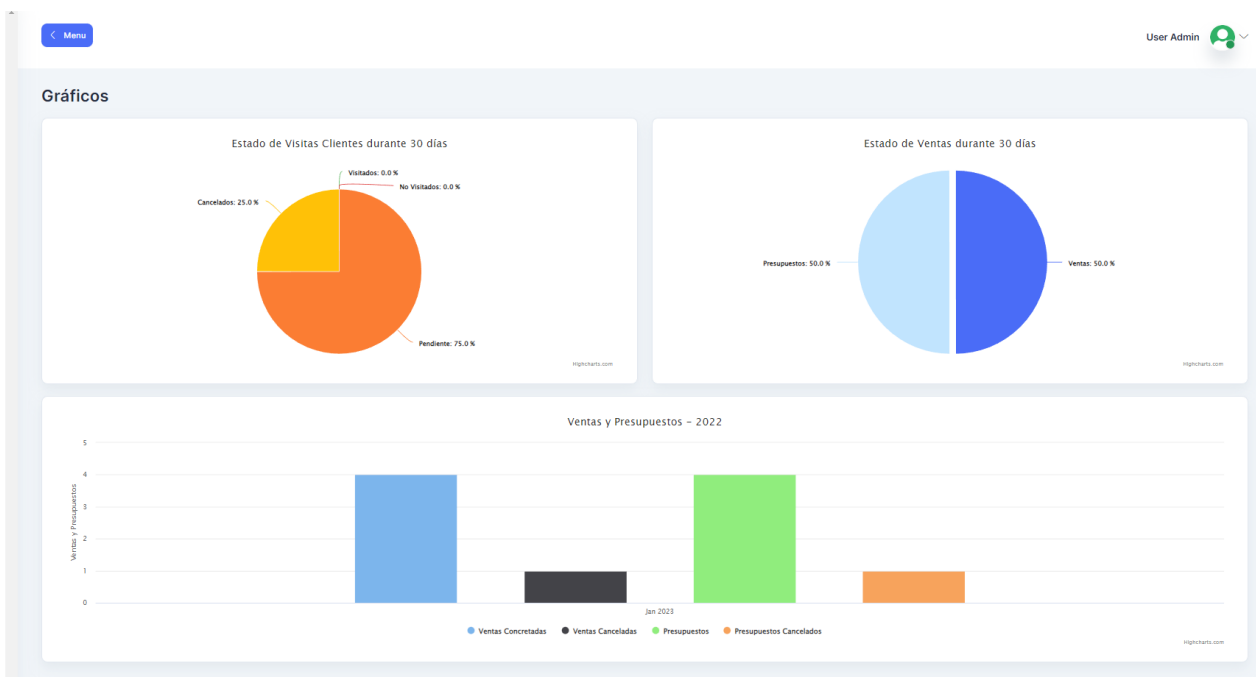 Menu
User Admin
Gráficos
Estado de Visitas Clientes durante 30 días
Visitados: 0.0 %
No Visitados: 0.0 %
Cancelados: 25.0 %
Pendiente: 75.0 %
Highcharts.com
Estado de Ventas durante 30 días
Presupuestos: 50.0 %
Ventas: 50.0 %
Highcharts.com
Ventas y Presupuestos – 2022
Ventas y Presupuestos
5
4
3
2
1
0
Jan 2023
Ventas Concretadas Ventas Canceladas Presupuestos Presupuestos Cancelados
Highcharts.com